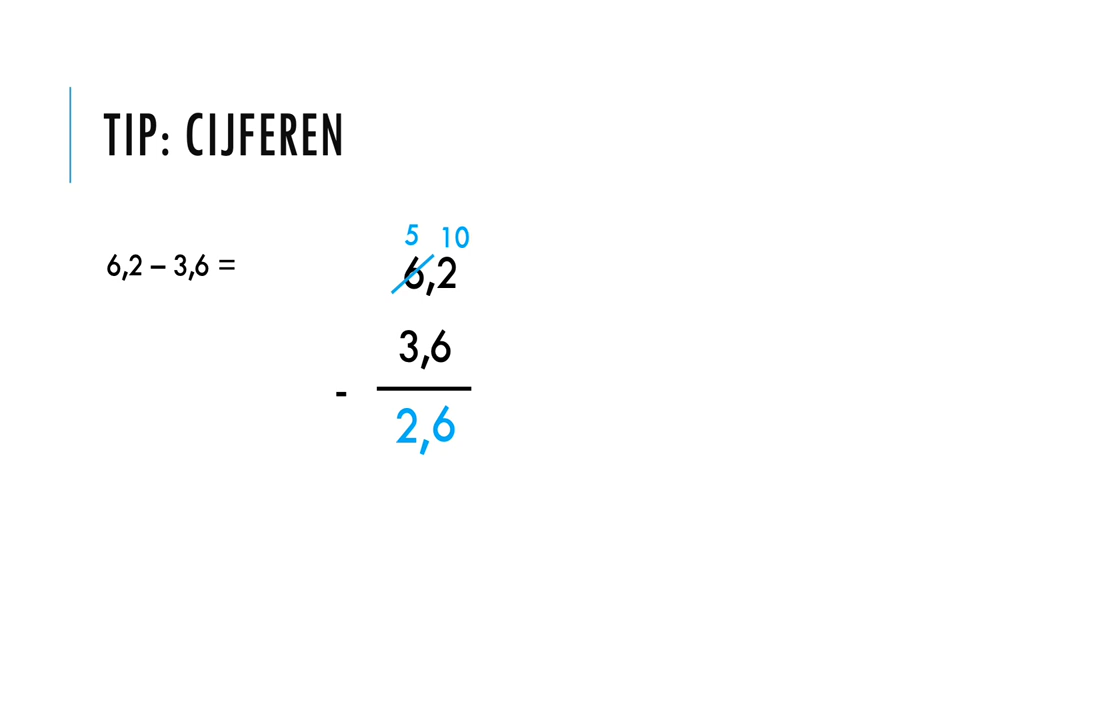 TIP: CIJFEREN
6,2 – 3,6 =
5 10
6,2
3,6
-
2,6